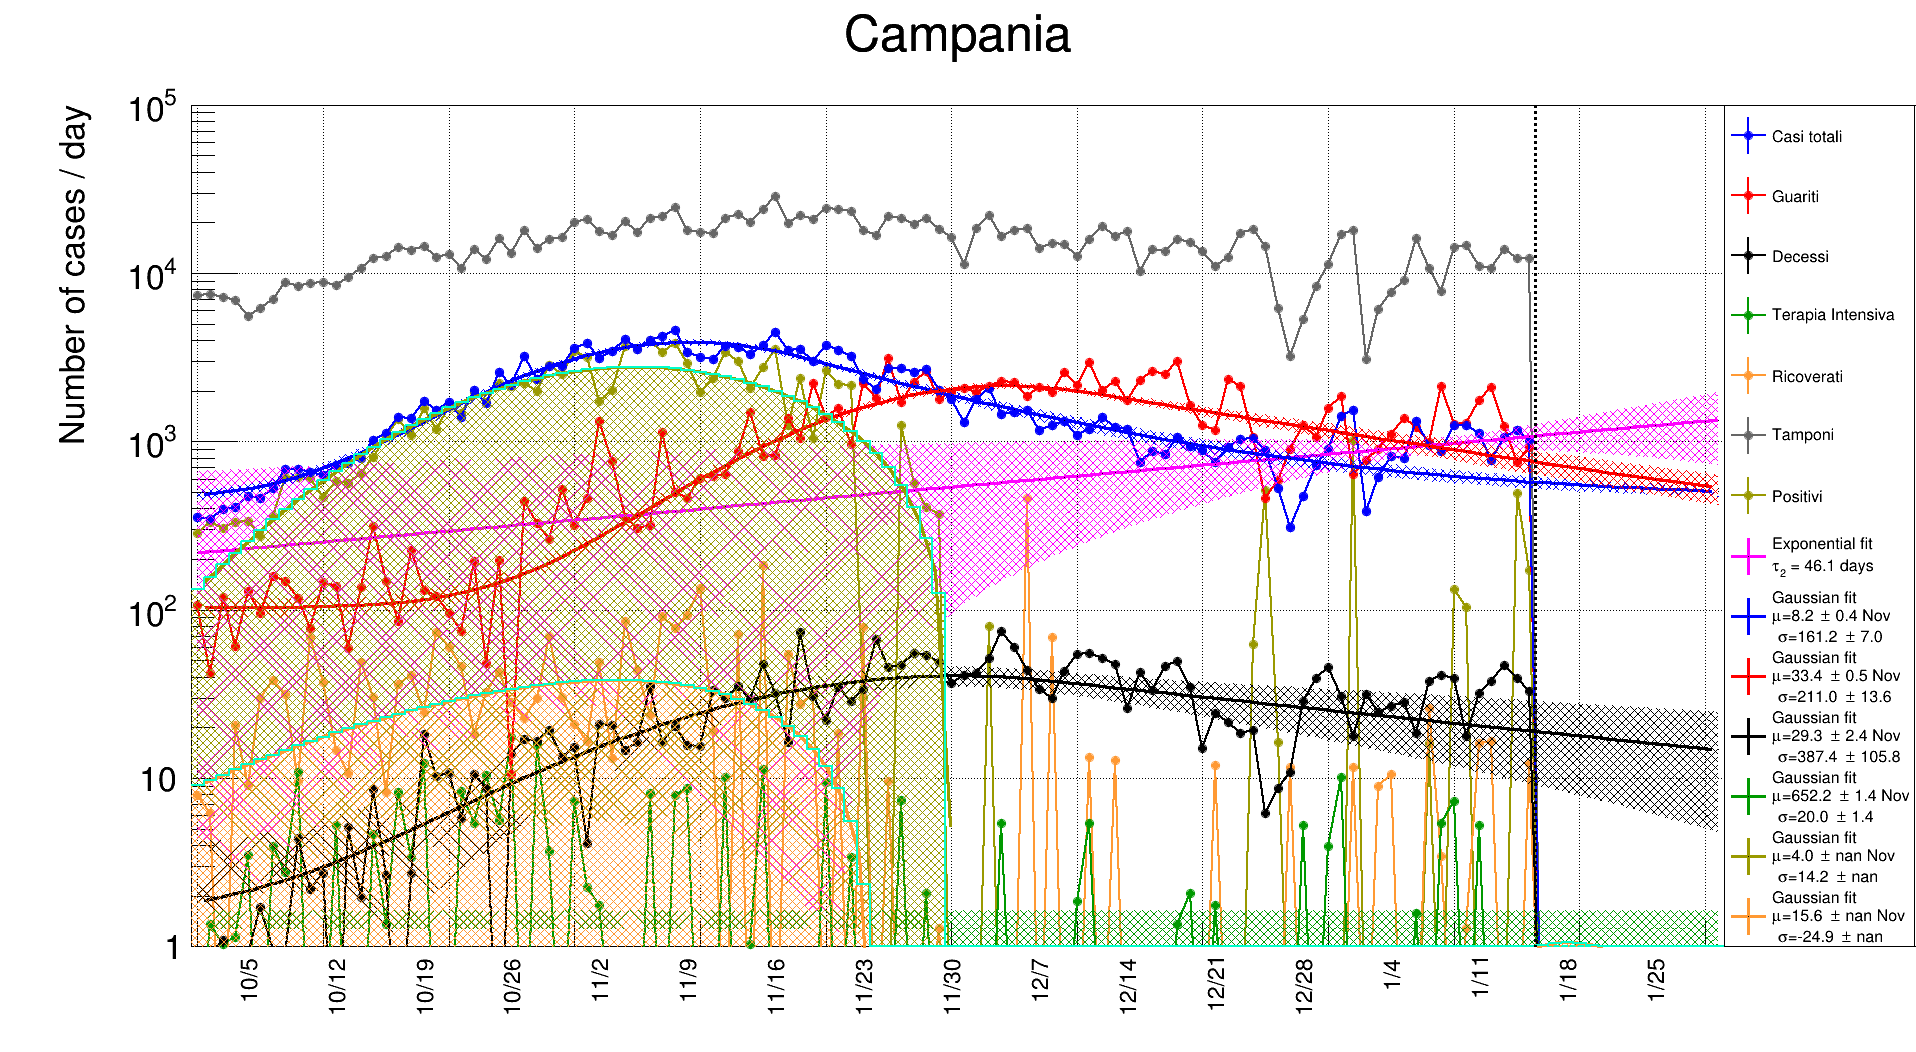 Campania
Number of cases / day
10^5
10^4
10^3
10^2
10
1
10/5
10/12
10/19
10/26
11/2
11/9
11/16
11/23
11/30
12/7
12/14
12/21
12/28
1/4
1/11
1/18
1/25
Casi totali
Guariti
Decessi
Terapia Intensiva
Ricoverati
Tamponi
Positivi
Exponential fit
τ2 = 46.1 days
Gaussian fit
μ=8.2 ± 0.4 Nov
σ=161.2 ± 7.0
Gaussian fit
μ=33.4 ± 0.5 Nov
σ=211.0 ± 13.6
Gaussian fit
μ=29.3 ± 2.4 Nov
σ=387.4 ± 105.8
Gaussian fit
μ=652.2 ± 1.4 Nov
σ=20.0 ± 1.4
Gaussian fit
μ=4.0 ± nan Nov
σ=14.2 ± nan
Gaussian fit
μ=15.6 ± nan Nov
σ=-24.9 ± nan